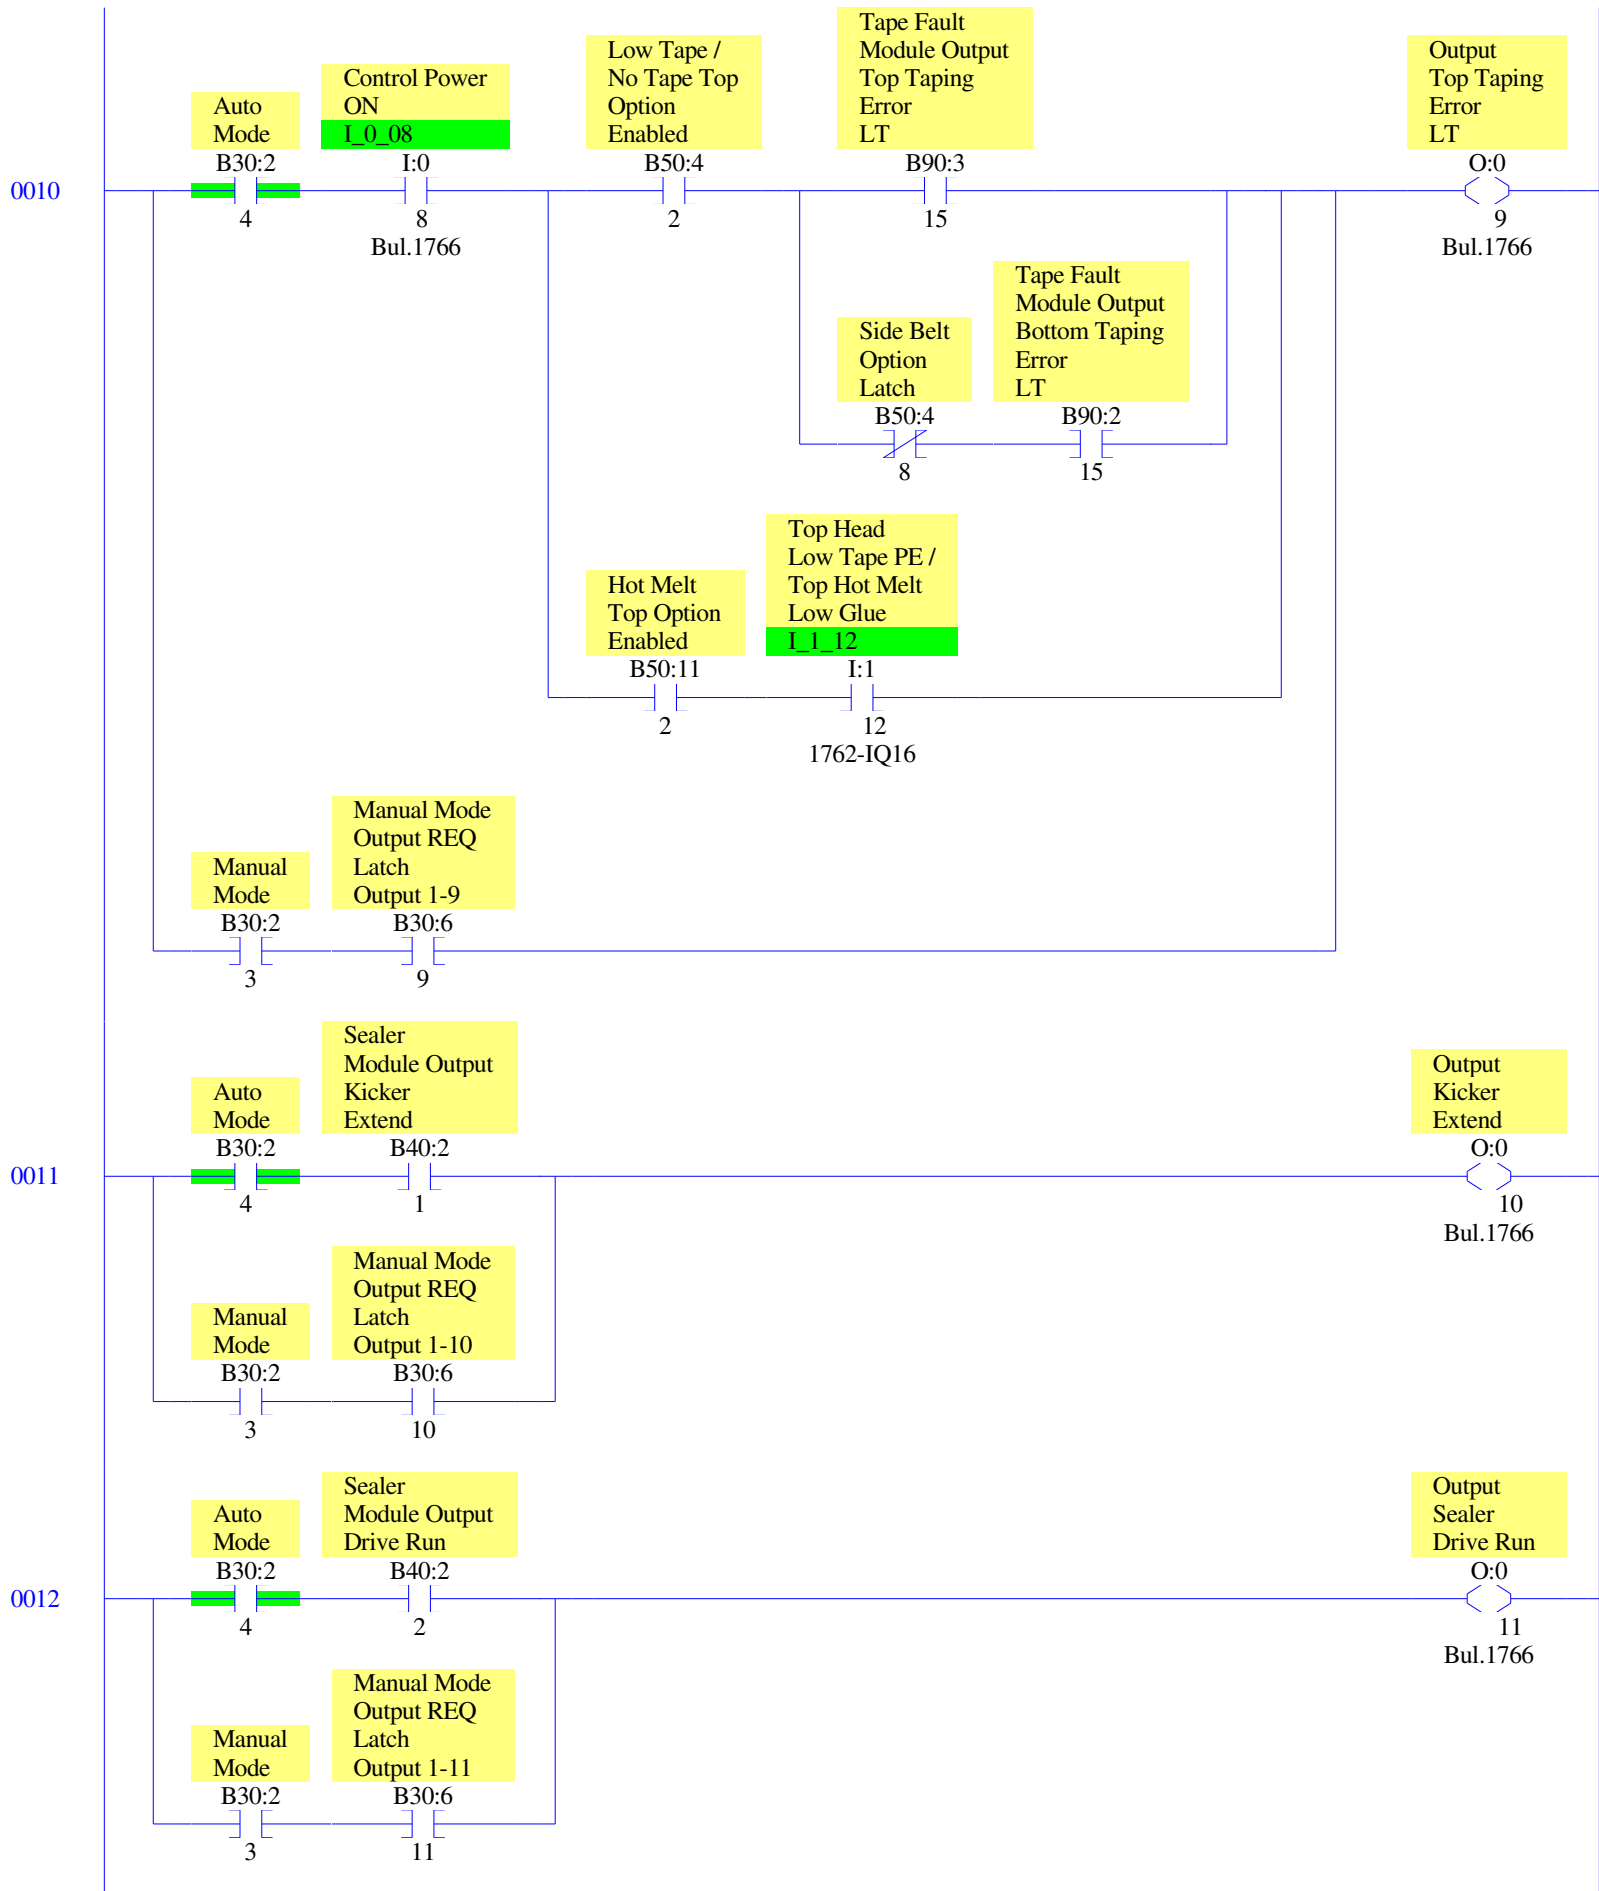 Auto
Mode
B30:2
4
Control Power
ON
I_0_08
I:0
8
Bul.1766
Low Tape /
No Tape Top
Option
Enabled
B50:4
2
Tape Fault
Module Output
Top Taping
Error
LT
B90:3
15
Output
Top Taping
Error
LT
O:0
9
Bul.1766
0010
Side Belt
Option
Latch
B50:4
8
Tape Fault
Module Output
Bottom Taping
Error
LT
B90:2
15
Hot Melt
Top Option
Enabled
B50:11
2
Top Head
Low Tape PE /
Top Hot Melt
Low Glue
I_1_12
I:1
12
1762-IQ16
Manual
Mode
B30:2
3
Manual Mode
Output REQ
Latch
Output 1-9
B30:6
9
Auto
Mode
B30:2
4
Sealer
Module Output
Kicker
Extend
B40:2
1
Output
Kicker
Extend
O:0
10
Bul.1766
0011
Manual
Mode
B30:2
3
Manual Mode
Output REQ
Latch
Output 1-10
B30:6
10
Auto
Mode
B30:2
4
Sealer
Module Output
Drive Run
B40:2
2
Output
Sealer
Drive Run
O:0
11
Bul.1766
0012
Manual
Mode
B30:2
3
Manual Mode
Output REQ
Latch
Output 1-11
B30:6
11